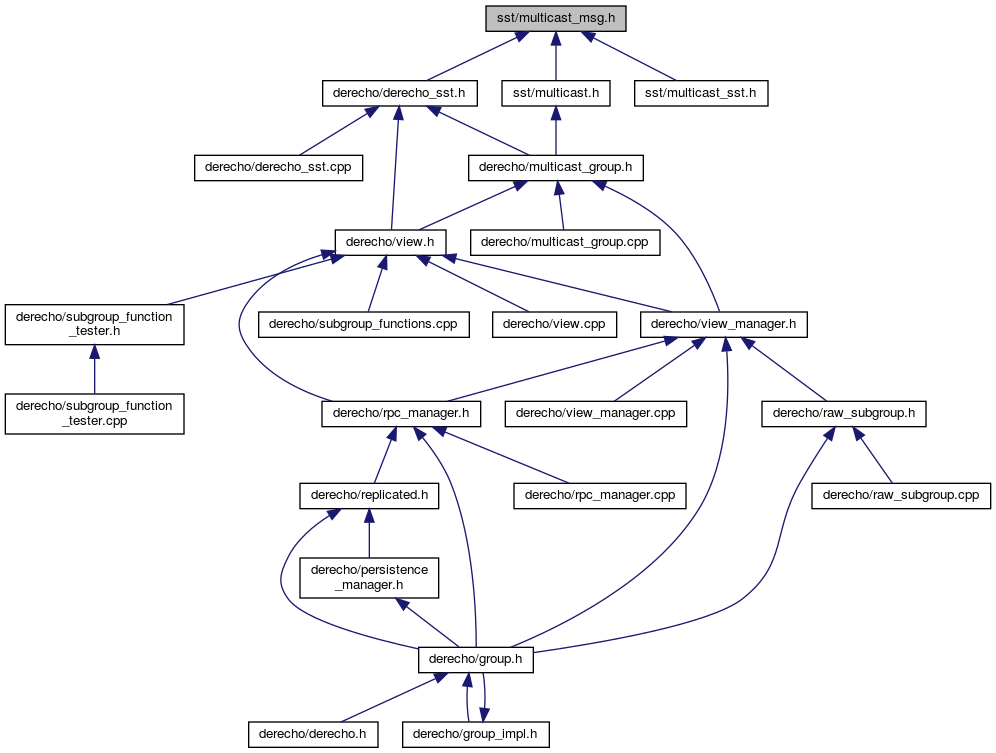 sst/multicast_msg.h
derecho/derecho_sst.h
sst/multicast.h
sst/multicast_sst.h
derecho/derecho_sst.cpp
derecho/multicast_group.h
derecho/view.h
derecho/multicast_group.cpp
derecho/subgroup_function
_tester.h
derecho/subgroup_functions.cpp
derecho/view.cpp
derecho/view_manager.h
derecho/subgroup_function
_tester.cpp
derecho/rpc_manager.h
derecho/view_manager.cpp
derecho/raw_subgroup.h
derecho/replicated.h
derecho/rpc_manager.cpp
derecho/raw_subgroup.cpp
derecho/persistence
_manager.h
derecho/group.h
derecho/derecho.h
derecho/group_impl.h